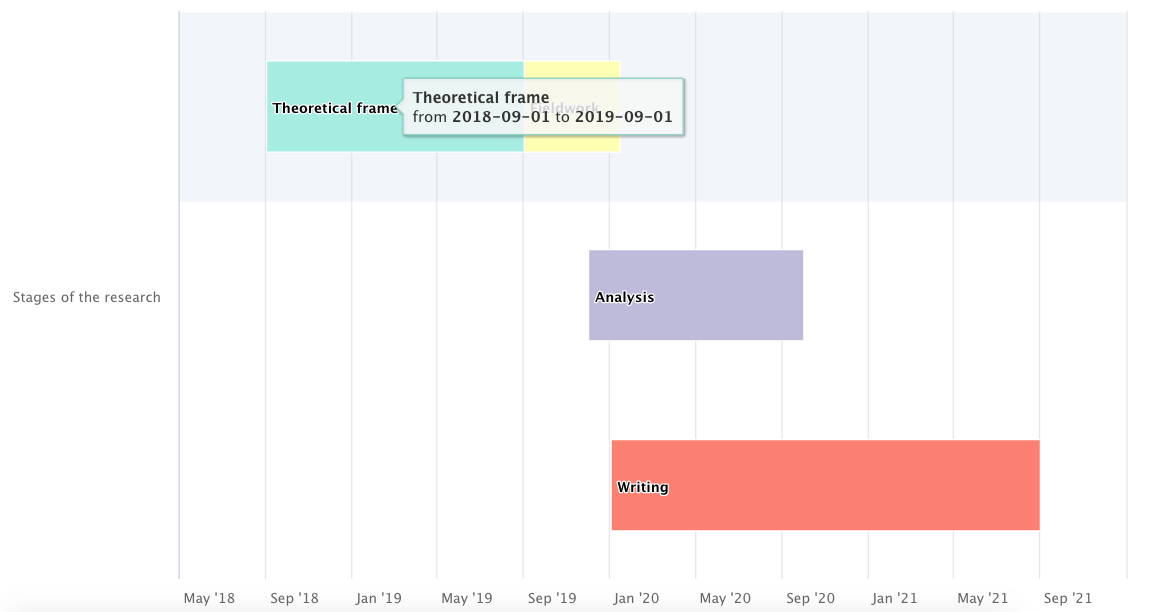 Theoretical frame
Theoretical frame
Fieldwork
from 2018-09-01 to 2019-09-01
Stages of the research
Analysis
Writing
May '18 Sep '18 Jan '19 May '19 Sep '19 Jan '20 May '20 Sep '20 Jan '21 May '21 Sep '21